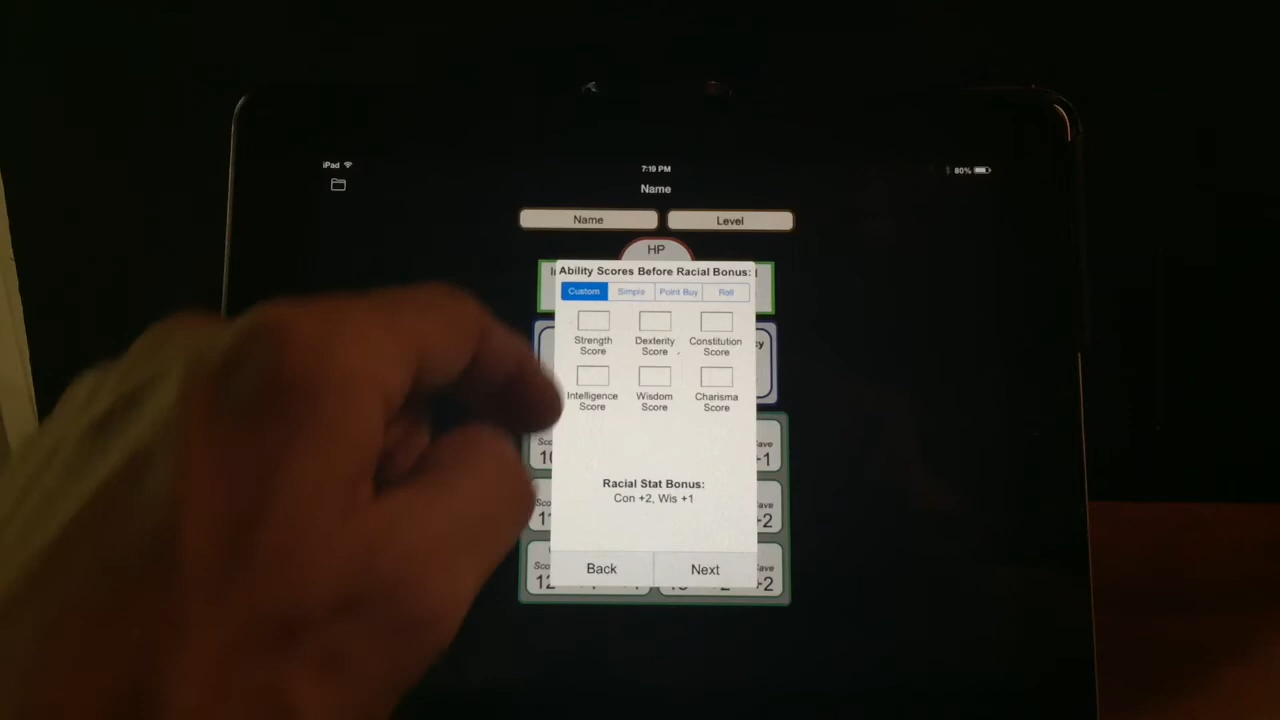 iPad
7:19 PM
80%
Name
Name
Level
HP
Ability Scores Before Racial Bonus:
Custom
Simple
Point Buy
Roll
Strength
Score
Dexterity
Score
Constitution
Score
Intelligence
Score
Wisdom
Score
Charisma
Score
Racial Stat Bonus:
Con +2, Wis +1
Back
Next